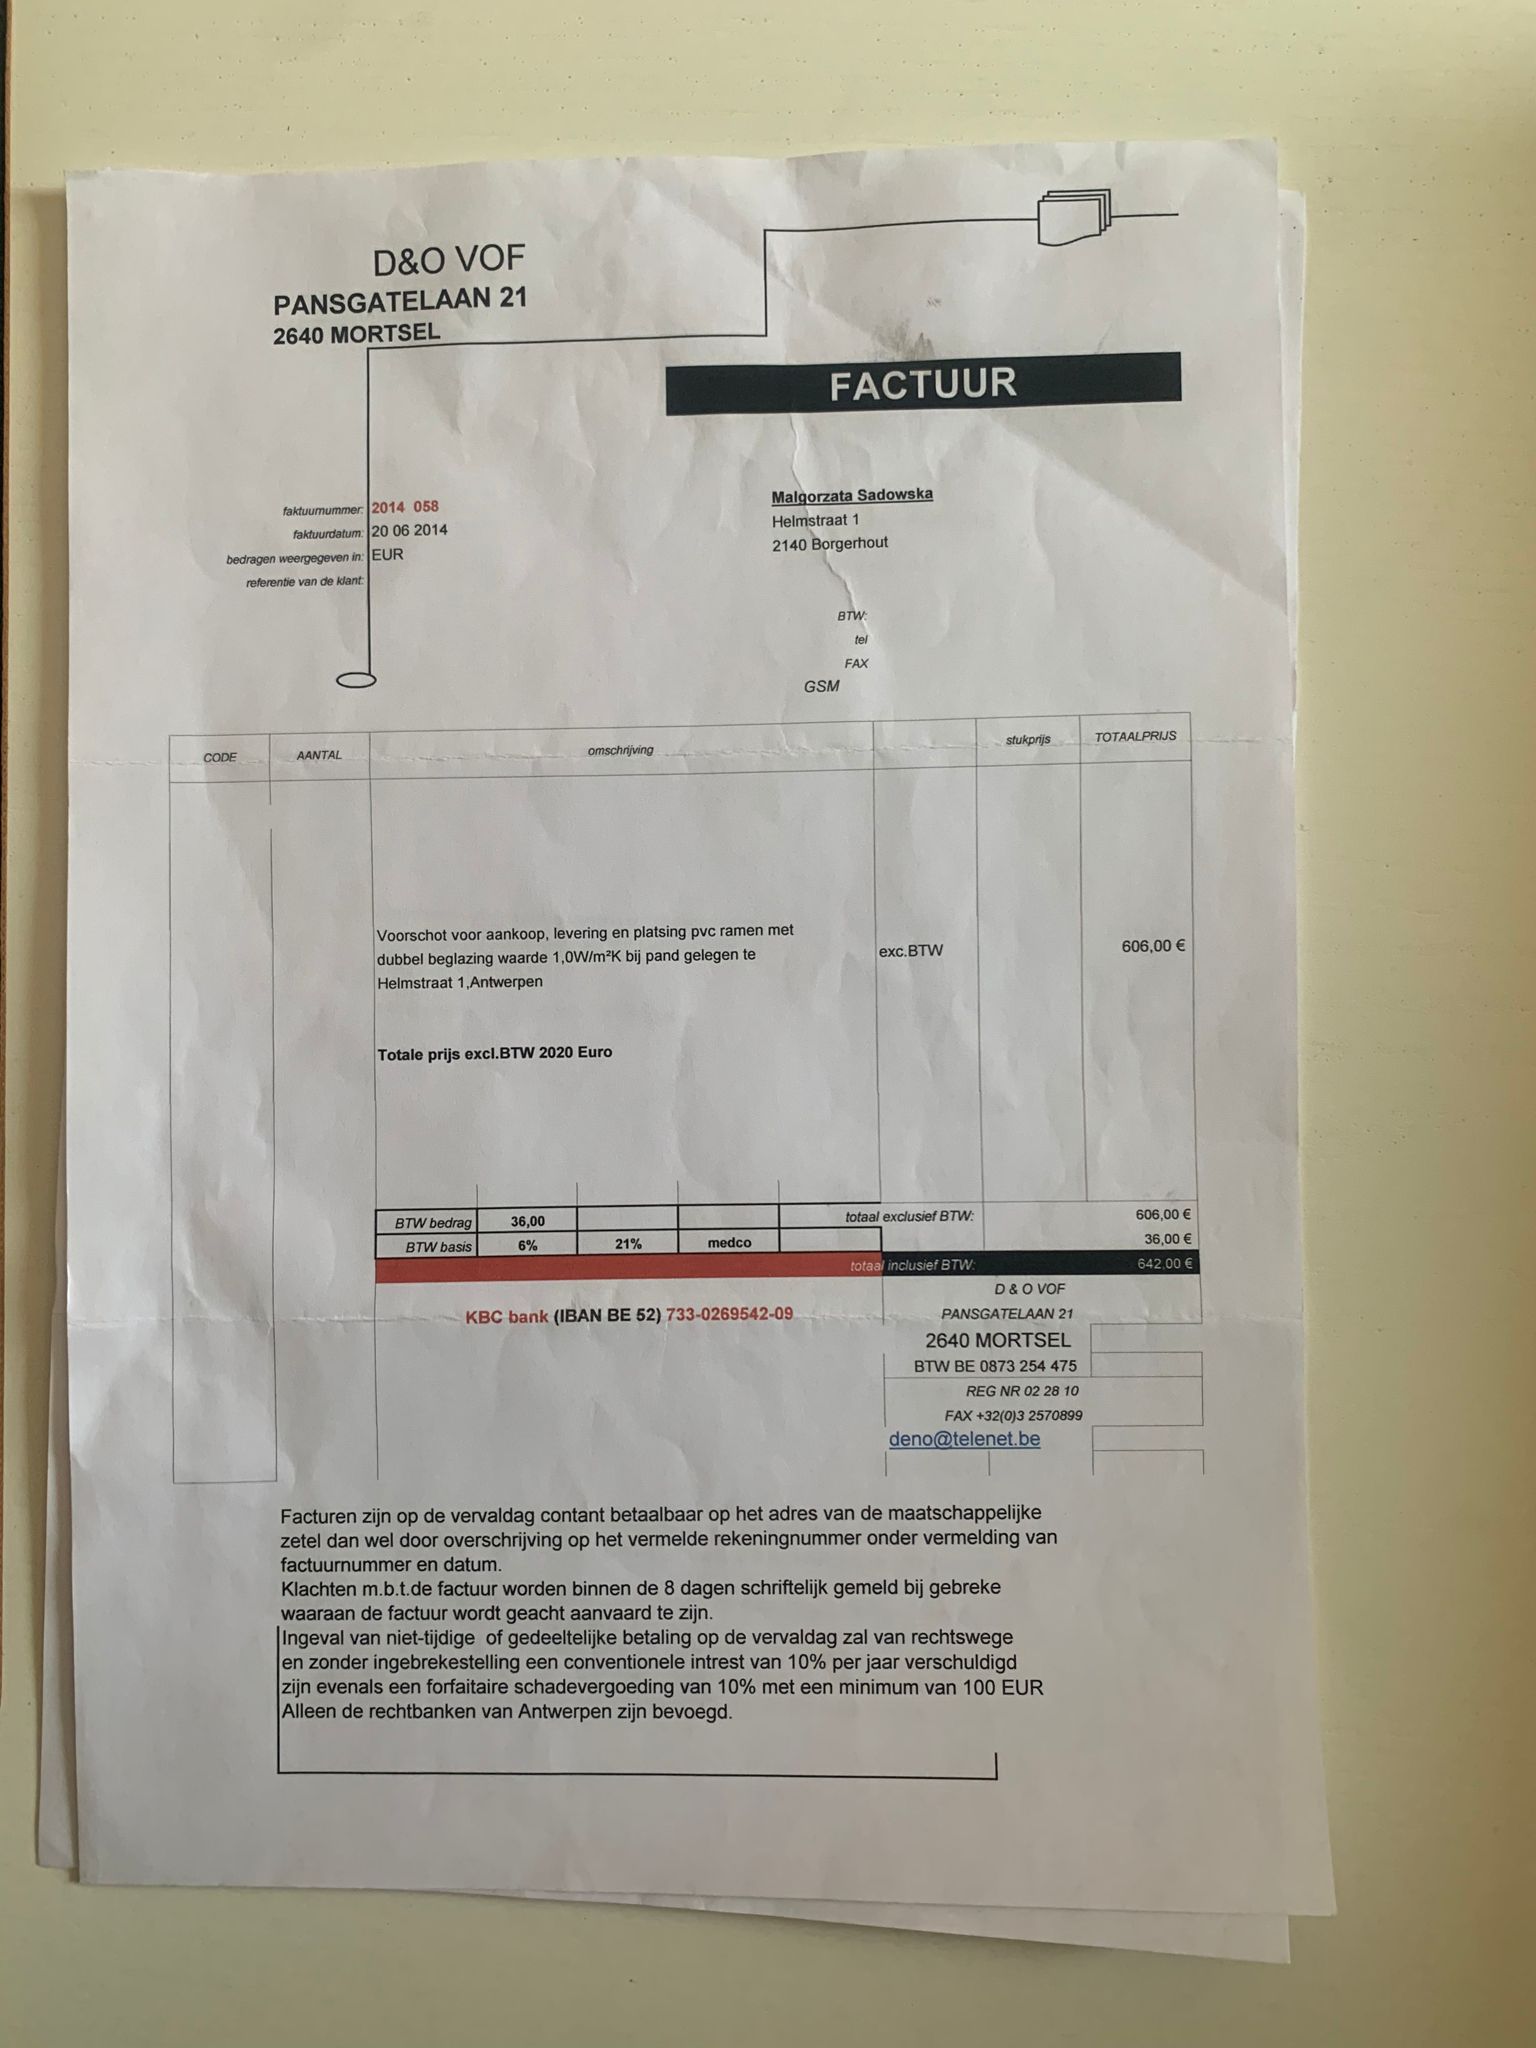 D&O VOF
PANSGATELAAN 21
2640 MORTSEL
FACTUUR
faktuurnummer: 2014 058
faktuurdatum: 20 06 2014
bedragen weergegeven in: EUR
referentie van de klant:
Malgorzata Sadowska
Helmstraat 1
2140 Borgerhout
BTW:
tel
FAX
GSM
CODE AANTAL omschrijving stukprijs TOTAALPRIJS
Voorschot voor aankoop, levering en platsing pvc ramen met
dubbel beglazing waarde 1,0W/m²K bij pand gelegen te
Helmstraat 1,Antwerpen
exc.BTW 606,00 €
Totale prijs excl.BTW 2020 Euro
BTW bedrag 36,00 totaal exclusief BTW: 606,00 €
BTW basis 6% 21% medco 36,00 €
totaal inclusief BTW: 642,00 €
KBC bank (IBAN BE 52) 733-0269542-09
D & O VOF
PANSGATELAAN 21
2640 MORTSEL
BTW BE 0873 254 475
REG NR 02 28 10
FAX +32(0)3 2570899
deno@telenet.be
Facturen zijn op de vervaldag contant betaalbaar op het adres van de maatschappelijke
zetel dan wel door overschrijving op het vermelde rekeningnummer onder vermelding van
factuurnummer en datum.
Klachten m.b.t.de factuur worden binnen de 8 dagen schriftelijk gemeld bij gebreke
waaraan de factuur wordt geacht aanvaard te zijn.
Ingeval van niet-tijdige of gedeeltelijke betaling op de vervaldag zal van rechtswege
en zonder ingebrekestelling een conventionele intrest van 10% per jaar verschuldigd
zijn evenals een forfaitaire schadevergoeding van 10% met een minimum van 100 EUR
Alleen de rechtbanken van Antwerpen zijn bevoegd.